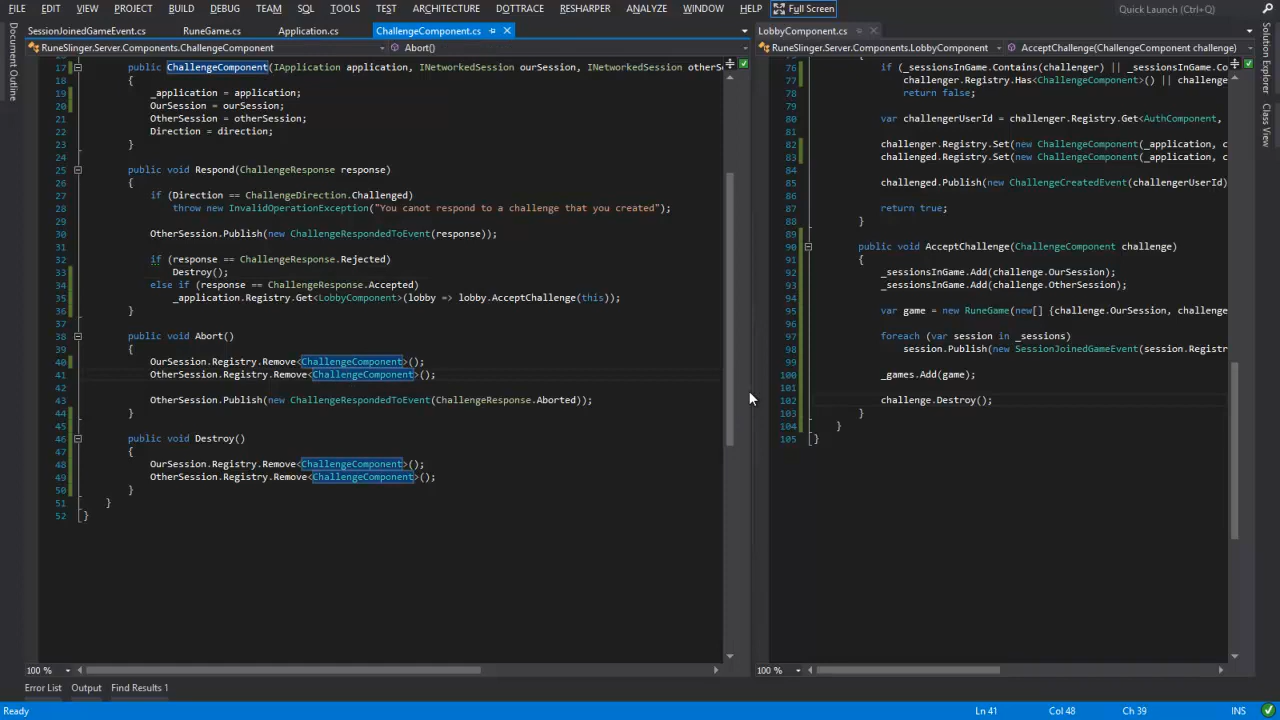 FILE EDIT VIEW PROJECT BUILD DEBUG TEAM SQL TOOLS TEST ARCHITECTURE DOTTRACE RESHARPER ANALYZE WINDOW HELP Full Screen Quick Launch (Ctrl+Q)
SessionJoinedGameEvent.cs RuneGame.cs Application.cs ChallengeComponent.cs
RuneSlinger.Server.Components.ChallengeComponent Abort()
17 public ChallengeComponent(IApplication application, INetworkedSession ourSession, INetworkedSession otherS
18 {
19 _application = application;
20 OurSession = ourSession;
21 OtherSession = otherSession;
22 Direction = direction;
23 }
24
25 public void Respond(ChallengeResponse response)
26 {
27 if (Direction == ChallengeDirection.Challenged)
28 throw new InvalidOperationException("You canot respond to a challenge that you created");
29
30 OtherSession.Publish(new ChallengeRespondedToEvent(response));
31
32 if (response == ChallengeResponse.Rejected)
33 Destroy();
34 else if (response == ChallengeResponse.Accepted)
35 _application.Registry.Get<LobbyComponent>(lobby => lobby.AcceptChallenge(this));
36 }
37
38 public void Abort()
39 {
40 OurSession.Registry.Remove<ChallengeComponent>();
41 OtherSession.Registry.Remove<ChallengeComponent>();
42
43 OtherSession.Publish(new ChallengeRespondedToEvent(ChallengeResponse.Aborted));
44 }
45
46 public void Destroy()
47 {
48 OurSession.Registry.Remove<ChallengeComponent>();
49 OtherSession.Registry.Remove<ChallengeComponent>();
50 }
51 }
52 }
100 %
LobbyComponent.cs
RuneSlinger.Server.Components.LobbyComponent AcceptChallenge(ChallengeComponent challenge)
76 if (_sessionsInGame.Contains(challenger) || _sessionsInGame.Co
77 challenger.Registry.Has<ChallengeComponent>() || challenge
78 return false;
79
80 var challengerUserId = challenger.Registry.Get<AuthComponent,
81
82 challenger.Registry.Set(new ChallengeComponent(_application, c
83 challenged.Registry.Set(new ChallengeComponent(_application, c
84
85 challenged.Publish(new ChallengeCreatedEvent(challengerUserId)
86
87 return true;
88 }
89
90 public void AcceptChallenge(ChallengeComponent challenge)
91 {
92 _sessionsInGame.Add(challenge.OurSession);
93 _sessionsInGame.Add(challenge.OtherSession);
94
95 var game = new RuneGame(new[] {challenge.OurSession, challenge
96
97 foreach (var session in _sessions)
98 session.Publish(new SessionJoinedGameEvent(session.Registr
99
100 _games.Add(game);
101
102 challenge.Destroy();
103 }
104 }
105 }
100 %
Document Outline
Solution Explorer
Class View
Error List Output Find Results 1
Ready Ln 41 Col 48 Ch 39 INS